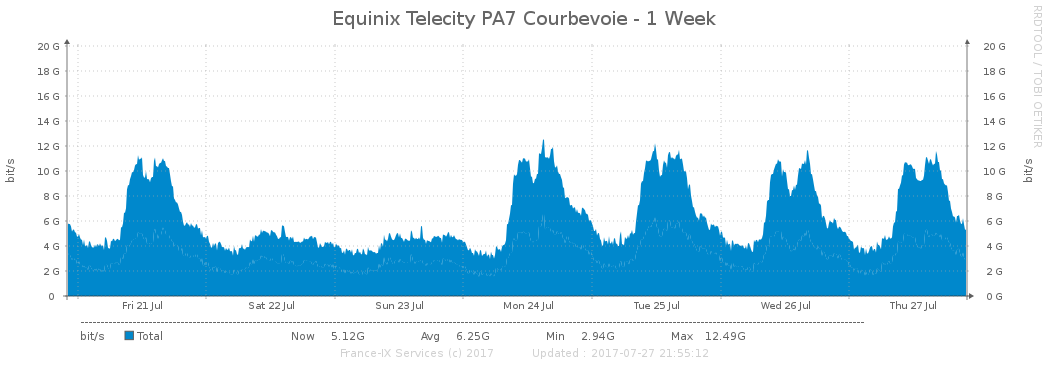 Equinix Telecity PA7 Courbevoie - 1 Week
RRDTOOL / TOBI OETIKER
20 G 20 G
18 G 18 G
16 G 16 G
14 G 14 G
12 G 12 G
10 G 10 G
8 G 8 G
6 G 6 G
4 G 4 G
2 G 2 G
0 0 G
bit/s bit/s
Fri 21 Jul Sat 22 Jul Sun 23 Jul Mon 24 Jul Tue 25 Jul Wed 26 Jul Thu 27 Jul
bit/s Total Now 5.12G Avg 6.25G Min 2.94G Max 12.49G
France-IX Services (c) 2017 Updated : 2017-07-27 21:55:12